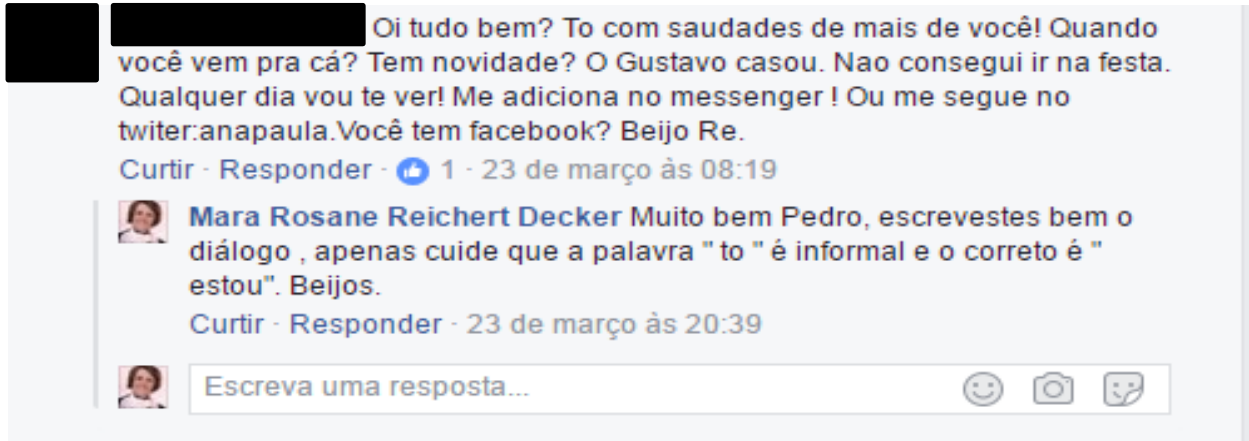 Oi tudo bem? To com saudades de mais de você! Quando
você vem pra cá? Tem novidade? O Gustavo casou. Nao consegui ir na festa.
Qualquer dia vou te ver! Me adiciona no messenger ! Ou me segue no
twiter:anapaula.Você tem facebook? Beijo Re.
Curtir · Responder · 1 · 23 de março às 08:19
Mara Rosane Reichert Decker Muito bem Pedro, escrevestes bem o
diálogo , apenas cuide que a palavra " to " é informal e o correto é "
estou". Beijos.
Curtir · Responder · 23 de março às 20:39
Escreva uma resposta...